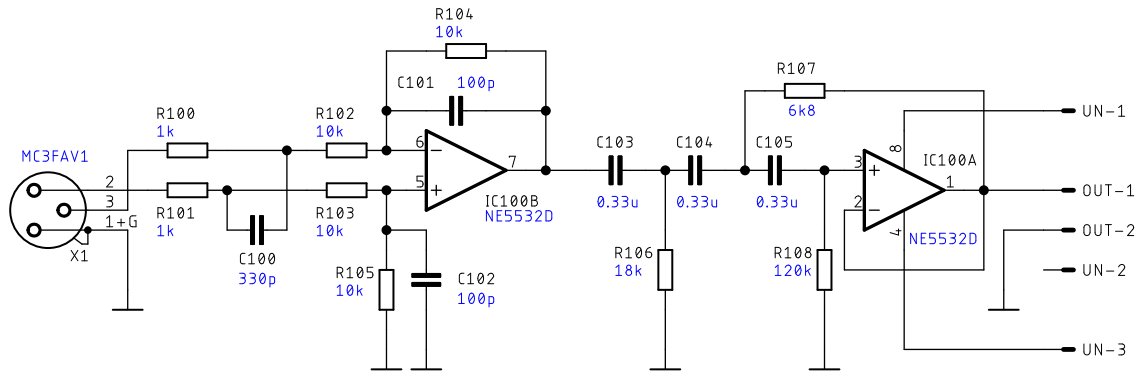 R104
10k
C101 100p
R107
6k8
UN-1
R100
1k
R102
10k
MC3FAV1
6
7
5
IC100B
NE5532D
C103
0.33u
C104
0.33u
C105
0.33u
8
3
IC100A
1
2
4
NE5532D
OUT-1
OUT-2
UN-2
UN-3
2
3
1+G
X1
R101
1k
R103
10k
C100
330p
R105
10k
C102
100p
R106
18k
R108
120k